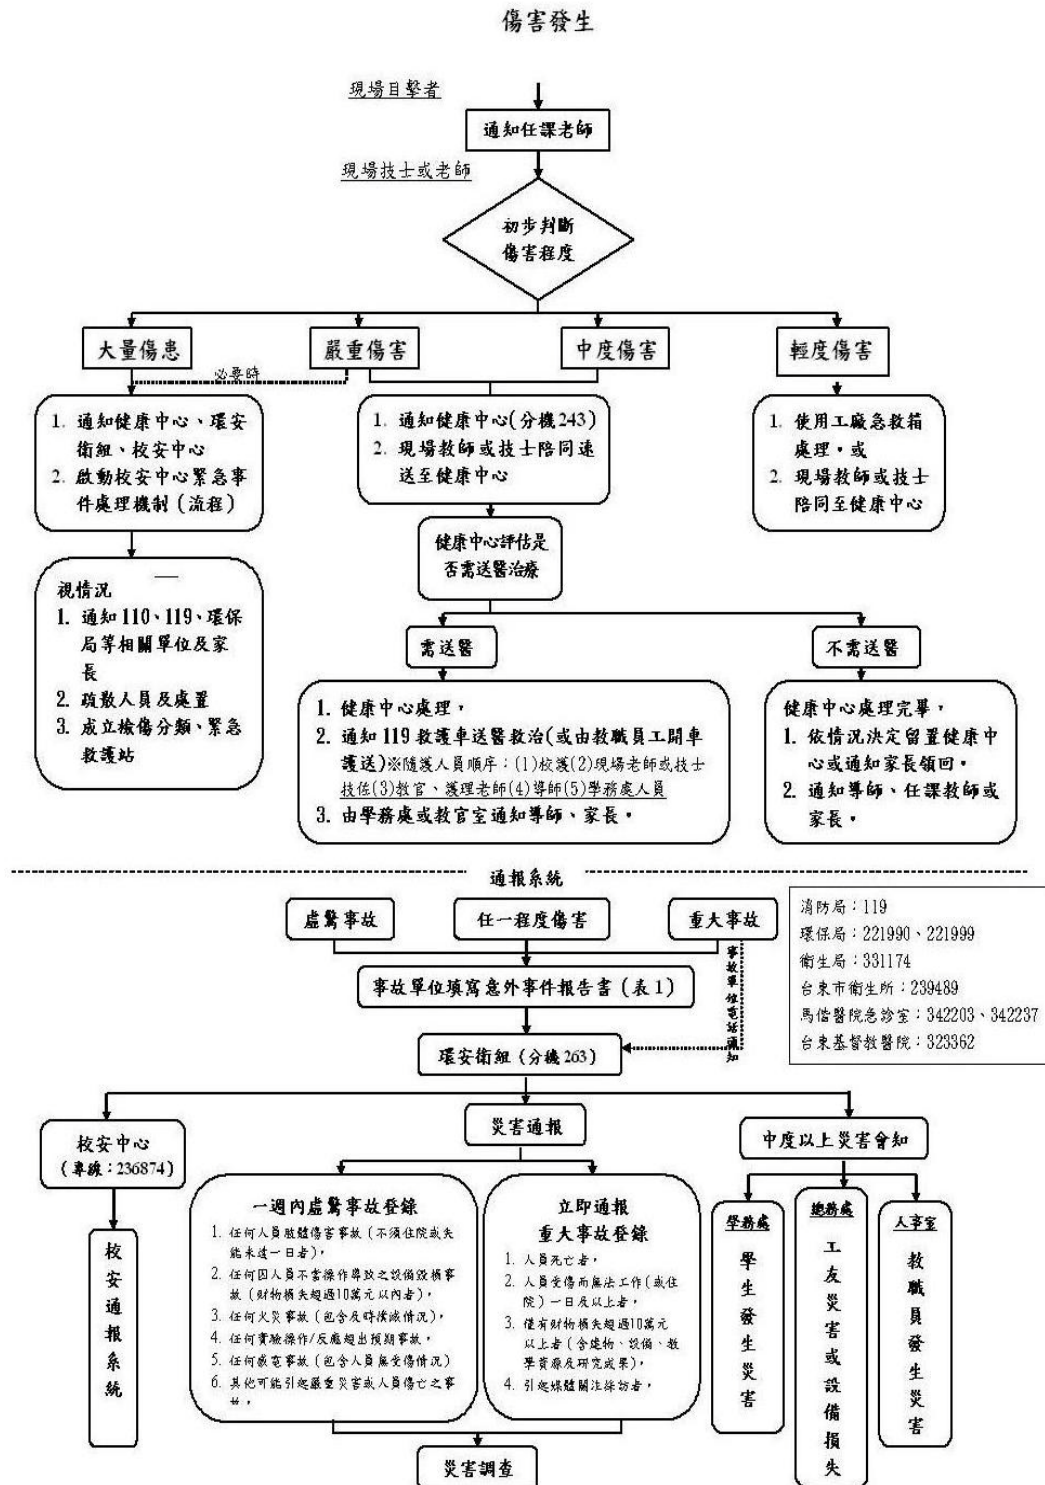 傷害發生
現場目擊者
通知任課老師
現場技士或老師
初步判斷
傷害程度
大量傷患
嚴重傷害
中度傷害
輕度傷害
必要時
1. 通知健康中心、環安
衛組、校安中心
2. 啟動校安中心緊急事
件處理機制(流程)
1. 通知健康中心(分機243)
2. 現場教師或技士陪同速
送至健康中心
1. 使用工廠急救箱
處理。或
2. 現場教師或技士
陪同至健康中心
健康中心評估是
否需送醫治療
視情況
1. 通知 110、119、環保
局等相關單位及家
長
2. 疏散人員及處置
3. 成立檢傷分類、緊急
救護站
需送醫
不需送醫
1. 健康中心處理,
2. 通知 119 救護車送醫救治(或由教職員工開車
護送)※隨護人員順序:(1)校護(2)現場老師或技士
技佐(3)教官、護理老師(4)導師(5)學務處人員
3. 由學務處或教官室通知導師、家長。
健康中心處理完畢,
1. 依情況決定留置健康中
心或通知家長領回。
2. 通知導師、任課教師或
家長。
通報系統
虛驚事故
任一程度傷害
重大事故
事故單位電話通知
消防局:119
環保局:221990、221999
衛生局:331174
台東市衛生所:239489
馬偕醫院急診室:342203、342237
台東基督教醫院:323362
事故單位填寫意外事件報告書(表1)
環安衛組(分機263)
校安中心
(專線:236874)
災害通報
中度以上災害會知
校安通報系統
一週內虛驚事故登錄
1. 任何人員肢體傷害事故(不須住院或失
能未達一日者),
2. 任何因人員不當操作導致之設備毀損事
故(財物損失超過10萬元以內者),
3. 任何火災事故(包含及時撲滅情況)
4. 任何實驗操作/反應超出預期事故,
5. 任何感電事故(包含人員無受傷情況)
6. 其他可能引起嚴重災害或人員傷亡之事
故,
立即通報
重大事故登錄
1. 人員死亡者,
2. 人員受傷而無法工作(或住
院)一日及以上者,
3. 僅有財物損失超過10萬元
以上者(含建物、設備、教
學資源及研究成果),
4. 引起媒體關注採訪者,
學務處
學生發生災害
總務處
工友災害或設備損失
人事室
教職員發生災害
災害調查